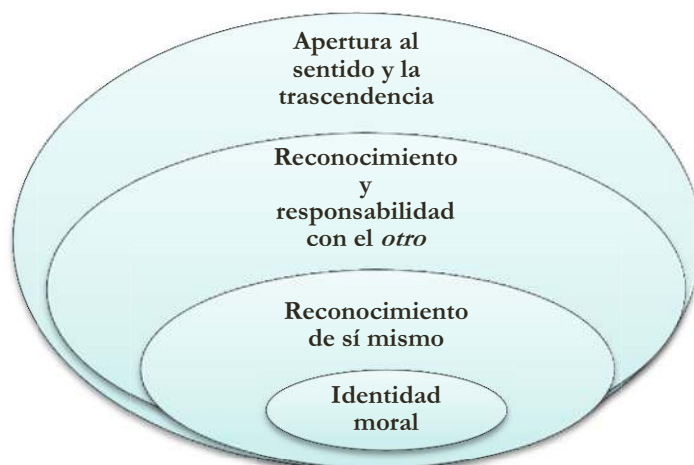 Apertura al
sentido y la
trascendencia
Reconocimiento
y
responsabilidad
con el otro
Reconocimiento
de sí mismo
Identidad
moral